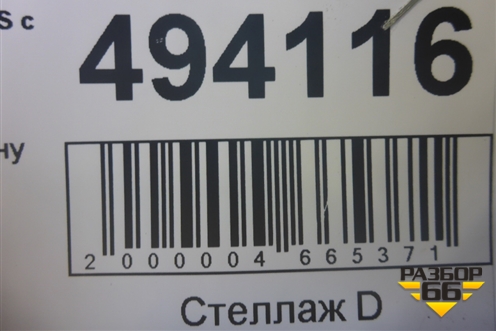 S с
494116
ну
2 000004 665371
Стеллаж D
РАЗБОР
66